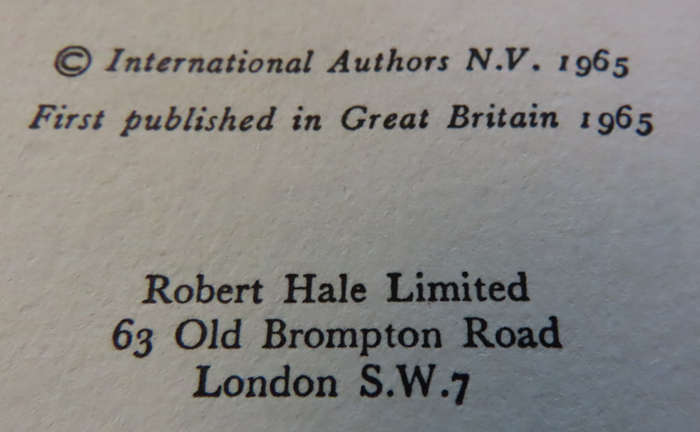 © International Authors N.V. 1965
First published in Great Britain 1965
Robert Hale Limited
63 Old Brompton Road
London S.W.7